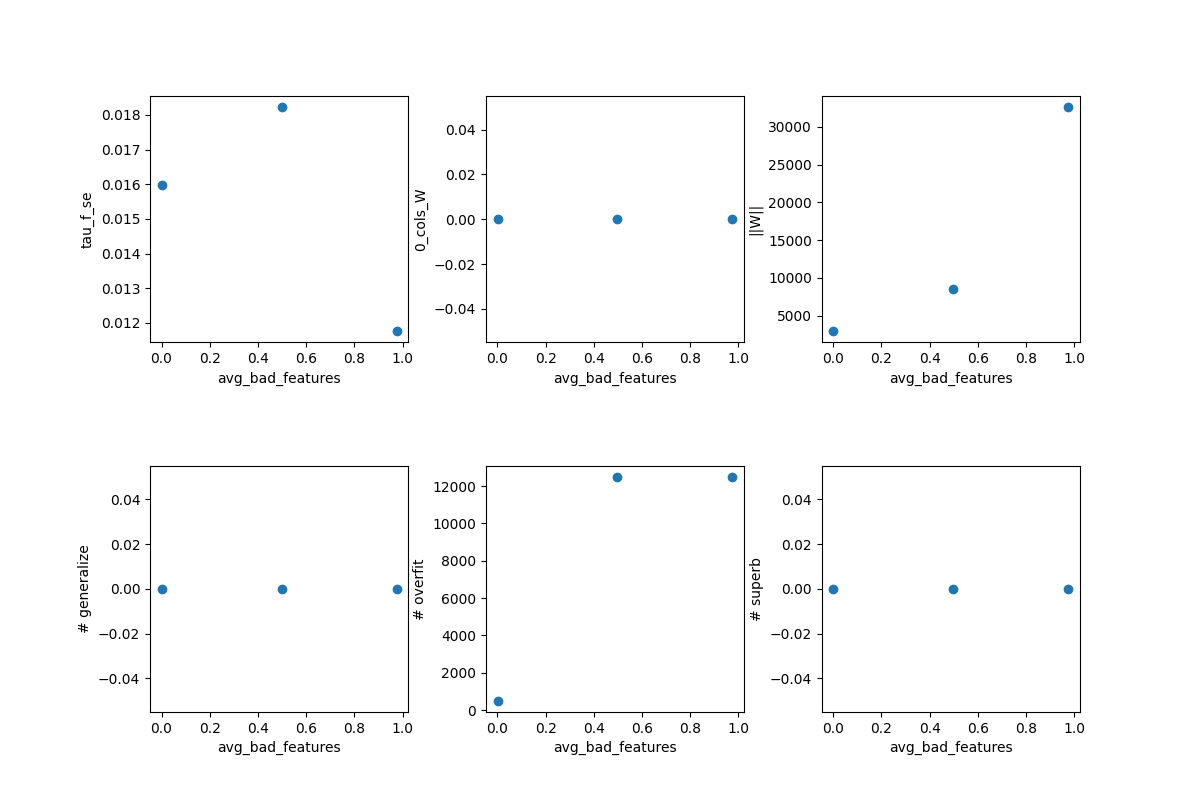 tau_f_se
0.018
0.017
0.016
0.015
0.014
0.013
0.012
0.0 0.2 0.4 0.6 0.8 1.0
avg_bad_features
0_cols_W
0.04
0.02
0.00
−0.02
−0.04
0.0 0.2 0.4 0.6 0.8 1.0
avg_bad_features
||W||
30000
25000
20000
15000
10000
5000
0.0 0.2 0.4 0.6 0.8 1.0
avg_bad_features
# generalize
0.04
0.02
0.00
−0.02
−0.04
0.0 0.2 0.4 0.6 0.8 1.0
avg_bad_features
# overfit
12000
10000
8000
6000
4000
2000
0
0.0 0.2 0.4 0.6 0.8 1.0
avg_bad_features
# superb
0.04
0.02
0.00
−0.02
−0.04
0.0 0.2 0.4 0.6 0.8 1.0
avg_bad_features